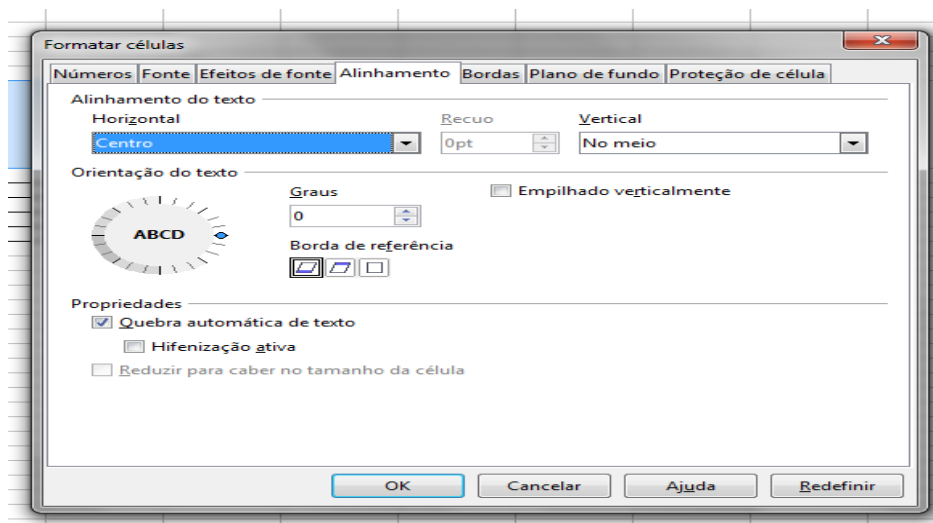 Formatar células
Números Fonte Efeitos de fonte Alinhamento Bordas Plano de fundo Proteção de célula
Alinhamento do texto
Horizontal Recuo Vertical
Centro 0pt No meio
Orientação do texto
Graus Empilhado verticalmente
0
ABCD
Borda de referência
Propriedades
Quebra automática de texto
Hifenização ativa
Reduzir para caber no tamanho da célula
OK Cancelar Ajuda Redefinir